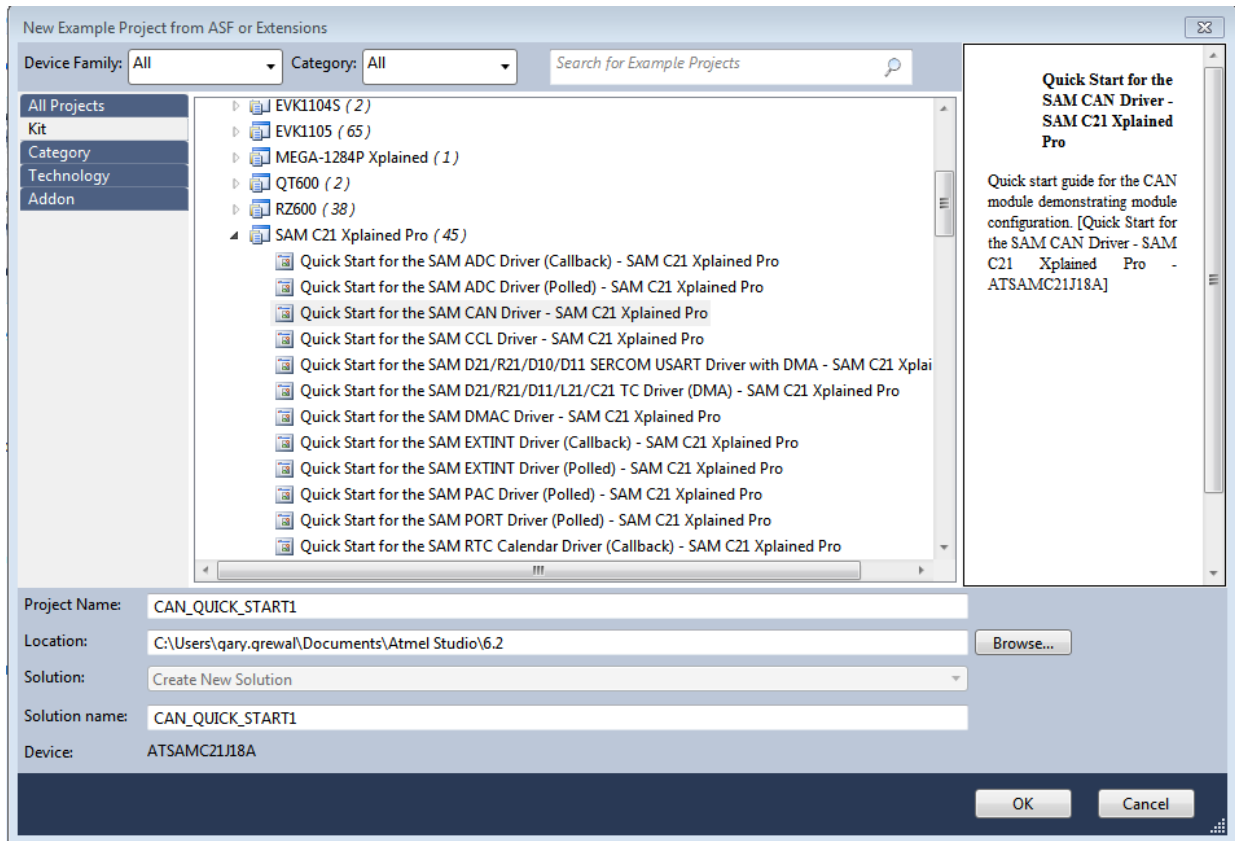 New Example Project from ASF or Extensions
Device Family: All Category: All Search for Example Projects
All Projects
Kit
Category
Technology
Addon
EVK1104S (2)
EVK1105 (65)
MEGA-1284P Xplained (1)
QT600 (2)
RZ600 (38)
SAM C21 Xplained Pro (45)
Quick Start for the SAM ADC Driver (Callback) - SAM C21 Xplained Pro
Quick Start for the SAM ADC Driver (Polled) - SAM C21 Xplained Pro
Quick Start for the SAM CAN Driver - SAM C21 Xplained Pro
Quick Start for the SAM CCL Driver - SAM C21 Xplained Pro
Quick Start for the SAM D21/R21/D10/D11 SERCOM USART Driver with DMA - SAM C21 Xplai
Quick Start for the SAM D21/R21/D11/L21/C21 TC Driver (DMA) - SAM C21 Xplained Pro
Quick Start for the SAM DMAC Driver - SAM C21 Xplained Pro
Quick Start for the SAM EXTINT Driver (Callback) - SAM C21 Xplained Pro
Quick Start for the SAM EXTINT Driver (Polled) - SAM C21 Xplained Pro
Quick Start for the SAM PAC Driver (Polled) - SAM C21 Xplained Pro
Quick Start for the SAM PORT Driver (Polled) - SAM C21 Xplained Pro
Quick Start for the SAM RTC Calendar Driver (Callback) - SAM C21 Xplained Pro
Quick Start for the
SAM CAN Driver -
SAM C21 Xplained
Pro
Quick start guide for the CAN
module demonstrating module
configuration. [Quick Start for
the SAM CAN Driver - SAM
C21 Xplained Pro -
ATSAMC21J18A]
Project Name: CAN_QUICK_START1
Location: C:\Users\gary.grewal\Documents\Atmel Studio\6.2 Browse...
Solution: Create New Solution
Solution name: CAN_QUICK_START1
Device: ATSAMC21J18A
OK Cancel